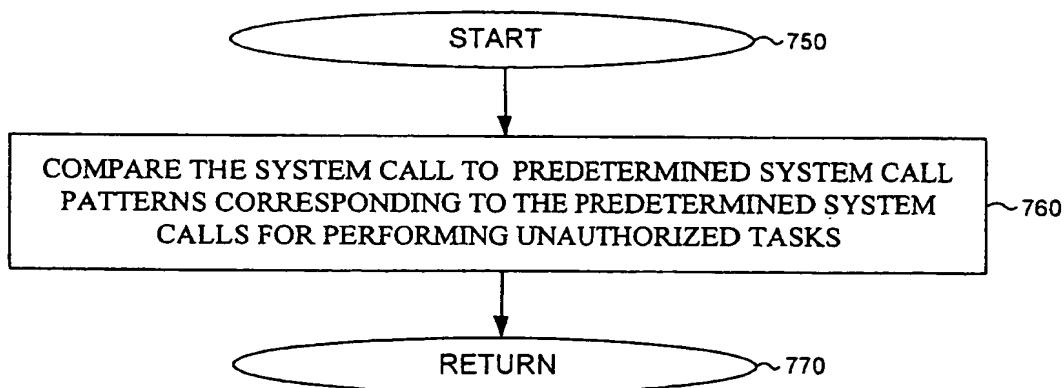 START
750
COMPARE THE SYSTEM CALL TO PREDETERMINED SYSTEM CALL
PATTERNS CORRESPONDING TO THE PREDETERMINED SYSTEM
CALLS FOR PERFORMING UNAUTHORIZED TASKS
760
RETURN
770